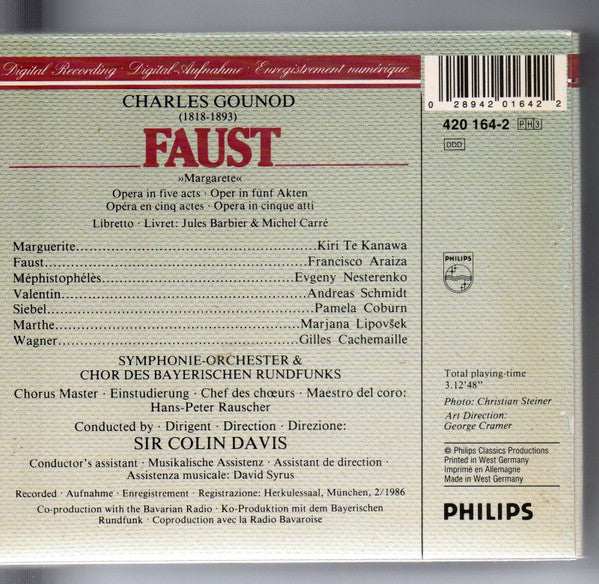 Digital Recording · Digital-Aufnahme · Enregistrement numérique
CHARLES GOUNOD
(1818-1893)
FAUST
»Margarete«
Opera in five acts · Oper in fünf Akten
Opéra en cinq actes · Opera in cinque atti
Libretto · Livret: Jules Barbier & Michel Carré
Marguerite..........Kiri Te Kanawa
Faust..........Francisco Araiza
Méphistophélès..........Evgeny Nesterenko
Valentin..........Andreas Schmidt
Siebel..........Pamela Coburn
Marthe..........Marjana Lipovšek
Wagner..........Gilles Cachemaille
SYMPHONIE-ORCHESTER &
CHOR DES BAYERISCHEN RUNDFUNKS
Chorus Master · Einstudierung · Chef des chœurs · Maestro del coro:
Hans-Peter Rauscher
Conducted by · Dirigent · Direction · Direzione:
SIR COLIN DAVIS
Conductor's assistant · Musikalische Assistenz · Assistant de direction ·
Assistenza musicale: David Syrus
Recorded · Aufnahme · Enregistrement · Registrazione: Herkulessaal, München, 2/1986
Co-production with the Bavarian Radio · Ko-Produktion mit dem Bayerischen
Rundfunk · Coproduction avec la Radio Bavaroise
0 28942 01642 2
420 164-2 PH3
DDD
PHILIPS
Total playing-time
3.12'48"
Photo: Christian Steiner
Art Direction:
George Cramer
© Philips Classics Productions
Printed in West Germany
Imprimé en Allemagne
Made in West Germany
PHILIPS